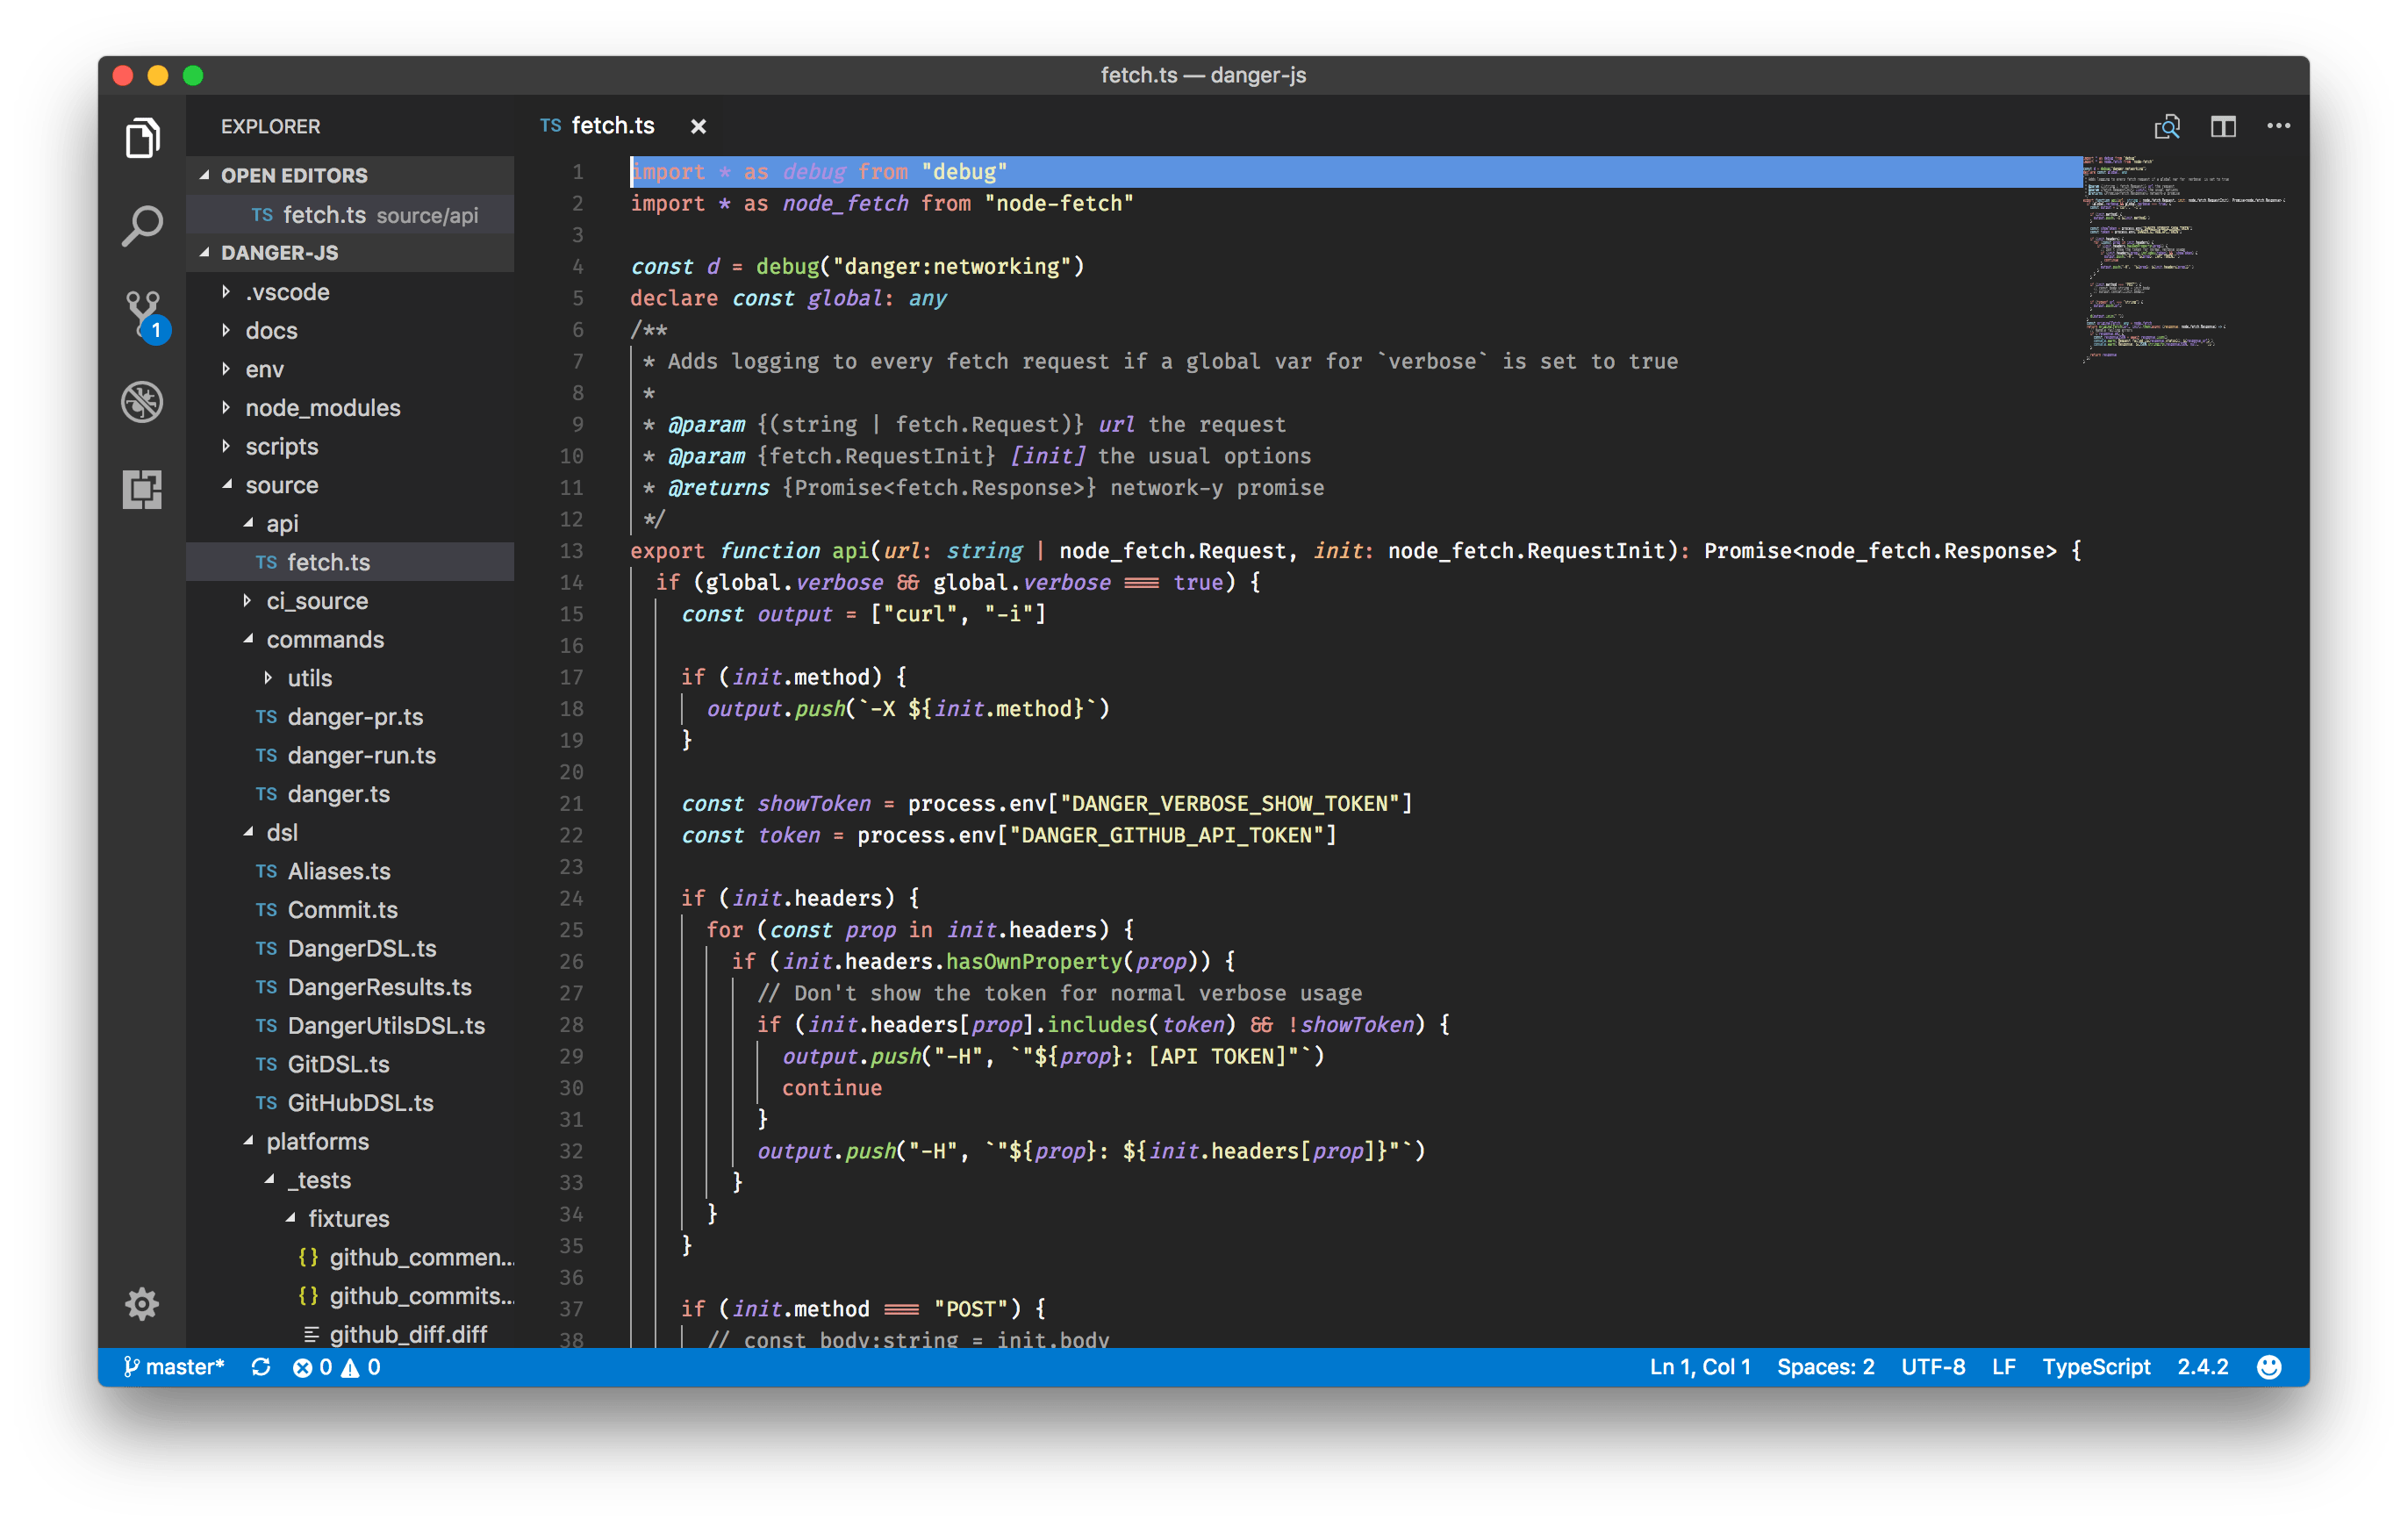 fetch.ts — danger-js
EXPLORER
OPEN EDITORS
TS fetch.ts source/api
DANGER-JS
.vscode
docs
1
env
node_modules
scripts
source
api
TS fetch.ts
ci_source
commands
utils
TS danger-pr.ts
TS danger-run.ts
TS danger.ts
dsl
TS Aliases.ts
TS Commit.ts
TS DangerDSL.ts
TS DangerResults.ts
TS DangerUtilsDSL.ts
TS GitDSL.ts
TS GitHubDSL.ts
platforms
_tests
fixtures
{} github_commen...
{} github_commits...
github_diff.diff
TS fetch.ts ×
1 import * as debug from "debug"
2 import * as node_fetch from "node-fetch"
3
4 const d = debug("danger:networking")
5 declare const global: any
6 /**
7 * Adds logging to every fetch request if a global var for `verbose` is set to true
8 *
9 * @param {(string | fetch.Request)} url the request
10 * @param {fetch.RequestInit} [init] the usual options
11 * @returns {Promise<fetch.Response>} network-y promise
12 */
13 export function api(url: string | node_fetch.Request, init: node_fetch.RequestInit): Promise<node_fetch.Response> {
14 if (global.verbose && global.verbose === true) {
15 const output = ["curl", "-i"]
16
17 if (init.method) {
18 output.push(`-X ${init.method}`)
19 }
20
21 const showToken = process.env["DANGER_VERBOSE_SHOW_TOKEN"]
22 const token = process.env["DANGER_GITHUB_API_TOKEN"]
23
24 if (init.headers) {
25 for (const prop in init.headers) {
26 if (init.headers.hasOwnProperty(prop)) {
27 // Don't show the token for normal verbose usage
28 if (init.headers[prop].includes(token) && !showToken) {
29 output.push("-H", `"${prop}: [API TOKEN]"`)
30 continue
31 }
32 output.push("-H", `"${prop}: ${init.headers[prop]}"`)
33 }
34 }
35 }
36
37 if (init.method === "POST") {
38 // const body:string = init.body
master* 0 0
Ln 1, Col 1 Spaces: 2 UTF-8 LF TypeScript 2.4.2